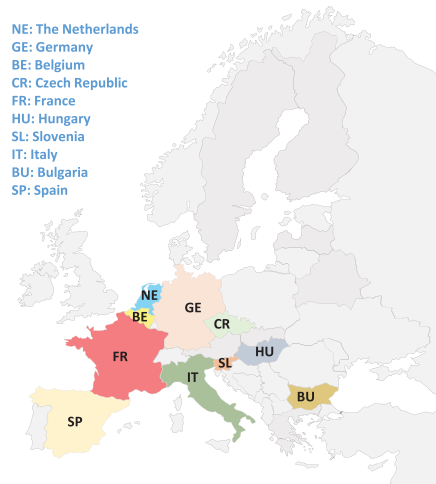 NE: The Netherlands
GE: Germany
BE: Belgium
CR: Czech Republic
FR: France
HU: Hungary
SL: Slovenia
IT: Italy
BU: Bulgaria
SP: Spain
NE
BE
GE
CR
FR
IT
SL
HU
BU
SP